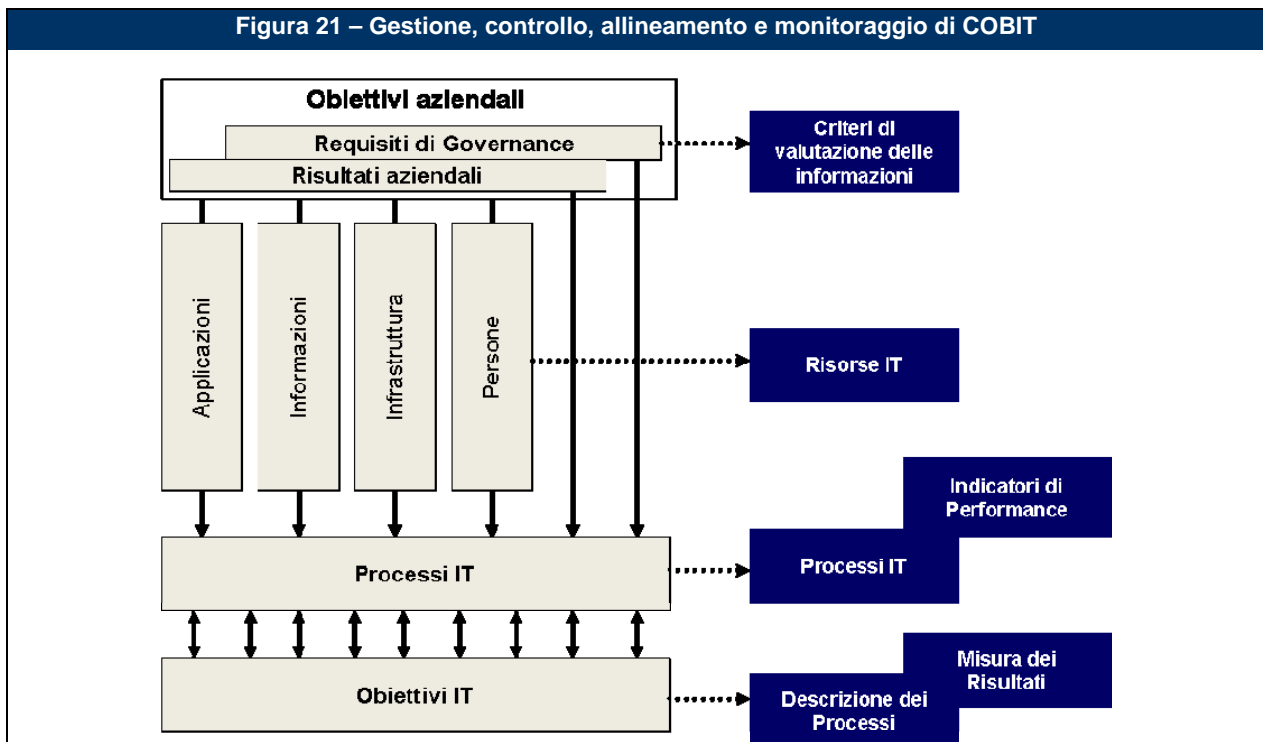 Figura 21 – Gestione, controllo, allineamento e monitoraggio di COBIT
Obiettivi aziendali
Requisiti di Governance
Risultati aziendali
Criteri di
valutazione delle
informazioni
Applicazioni
Informazioni
Infrastruttura
Persone
Risorse IT
Indicatori di
Performance
Processi IT
Processi IT
Obiettivi IT
Misura dei
Risultati
Descrizione dei
Processi